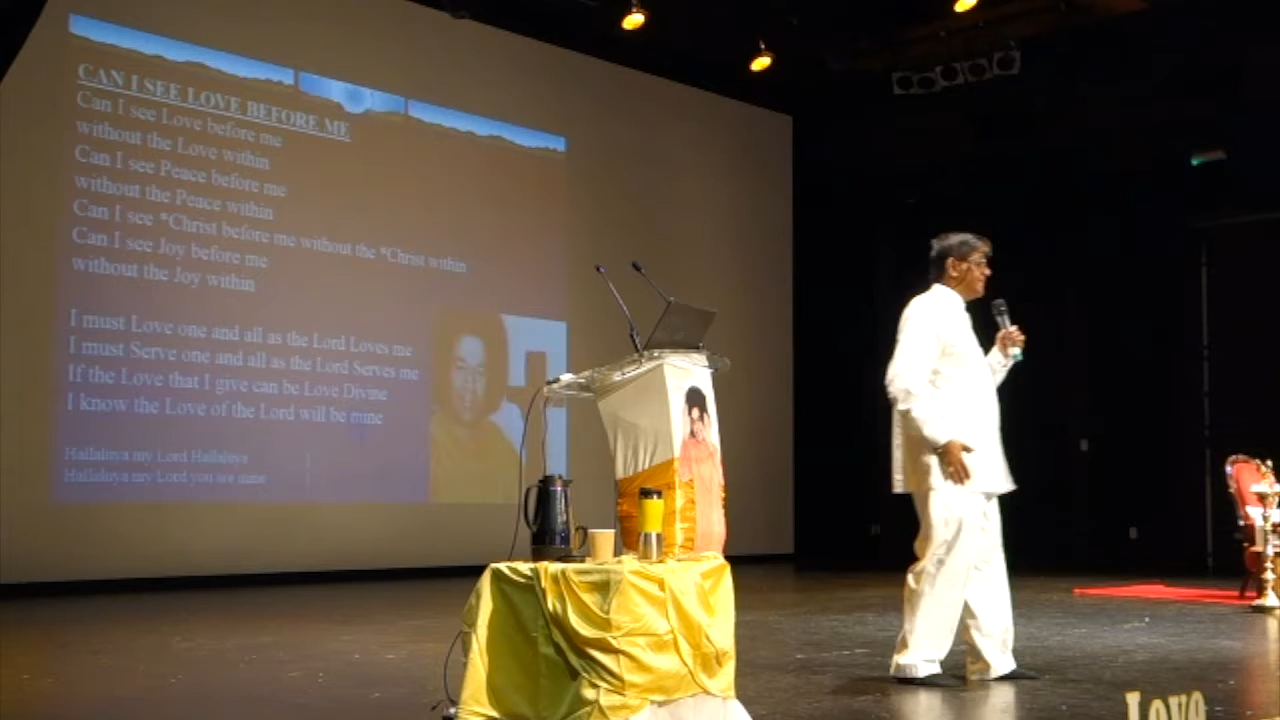 CAN I SEE LOVE BEFORE ME
Can I see Love before me
without the Love within
Can I see Peace before me
without the Peace within
Can I see *Christ before me without the *Christ within
Can I see Joy before me
without the Joy within
I must Love one and all as the Lord Loves me
I must Serve one and all as the Lord Serves me
If the Love that I give can be Love Divine
I know the Love of the Lord will be mine
Hallaluya my Lord Hallaluya
Hallaluya my Lord you are mine
Love